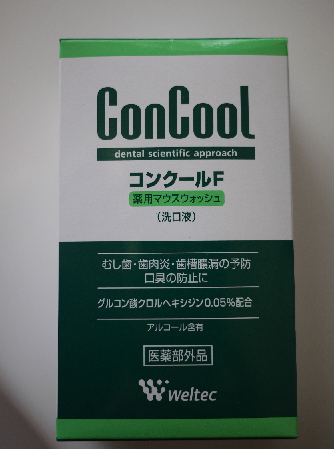 ConCool
dental scientific approach
コンクールF
薬用マウスウォッシュ
(洗口液)
むし歯・歯肉炎・歯槽膿漏の予防
口臭の防止に
グルコン酸クロルヘキシジン0.05%配合
アルコール含有
医薬部外品
weltec